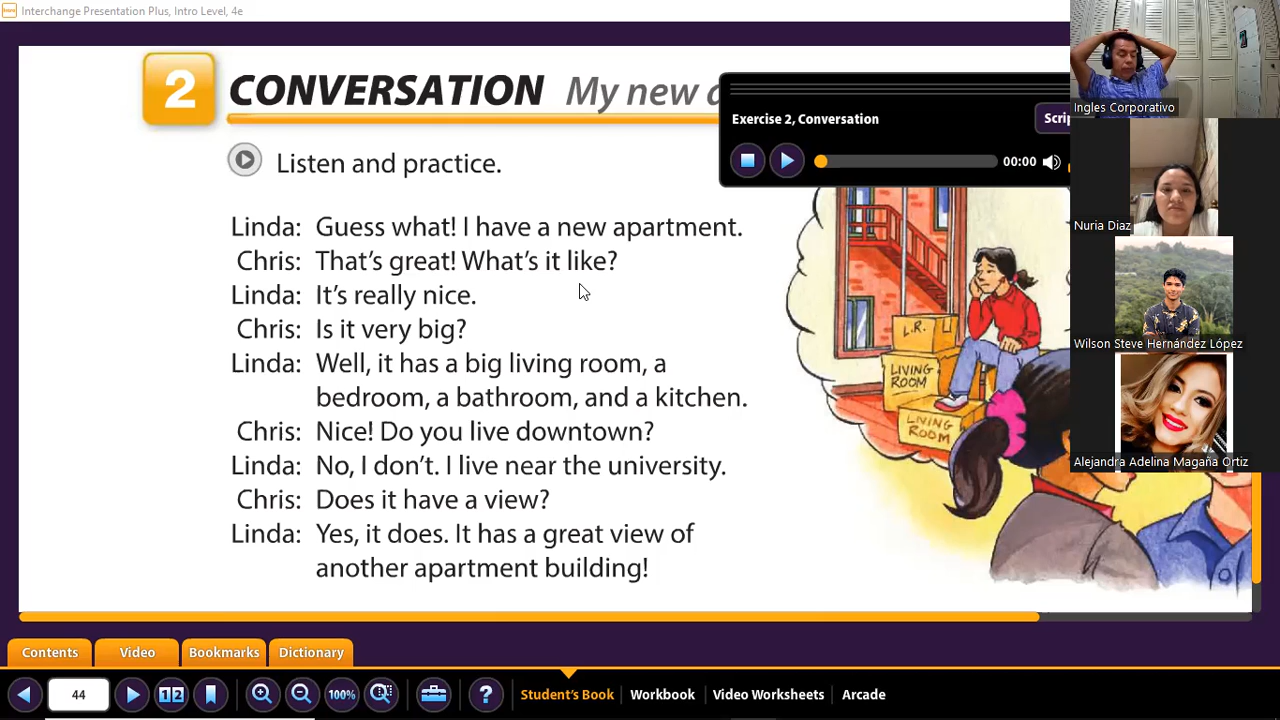 Interchange Presentation Plus, Intro Level, 4e
2 CONVERSATION My new
Exercise 2, Conversation
00:00
Listen and practice.
Linda: Guess what! I have a new apartment.
Chris: That's great! What's it like?
Linda: It's really nice.
Chris: Is it very big?
Linda: Well, it has a big living room, a
bedroom, a bathroom, and a kitchen.
Chris: Nice! Do you live downtown?
Linda: No, I don't. I live near the university.
Chris: Does it have a view?
Linda: Yes, it does. It has a great view of
another apartment building!
L.R.
LIVING
ROOM
LIVING
ROOM
Ingles Corporativo
Nuria Diaz
Wilson Steve Hernández López
Alejandra Adelina Magaña Ortiz
Contents Video Bookmarks Dictionary
44 1 2 100% ? Student's Book Workbook Video Worksheets Arcade